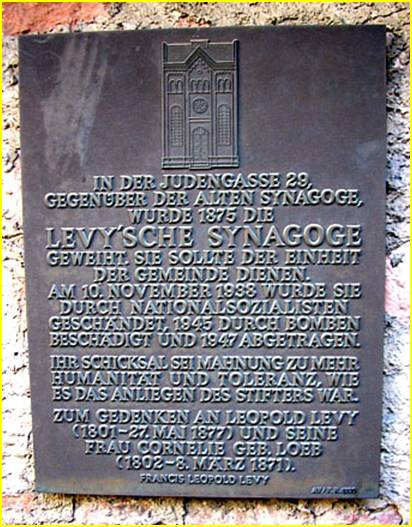 IN DER JUDENGASSE 29,
GEGENÜBER DER ALTEN SYNAGOGE,
WURDE 1875 DIE
LEVY'SCHE SYNAGOGE
GEWEIHT. SIE SOLLTE DER EINHEIT
DER GEMEINDE DIENEN.
AM 10. NOVEMBER 1938 WURDE SIE
DURCH NATIONALSOZIALISTEN
GESCHÄNDET, 1945 DURCH BOMBEN
BESCHÄDIGT UND 1947 ABGETRAGEN.
IHR SCHICKSAL SEI MAHNUNG ZU MEHR
HUMANITÄT UND TOLERANZ, WIE
ES DAS ANLIEGEN DES STIFTERS WAR.
ZUM GEDENKEN AN LEOPOLD LEVY
(1801-27. MAI 1877) UND SEINE
FRAU CORNELIE GEB. LOEB
(1802-8. MÄRZ 1871).
FRANCIS LEOPOLD LEVY